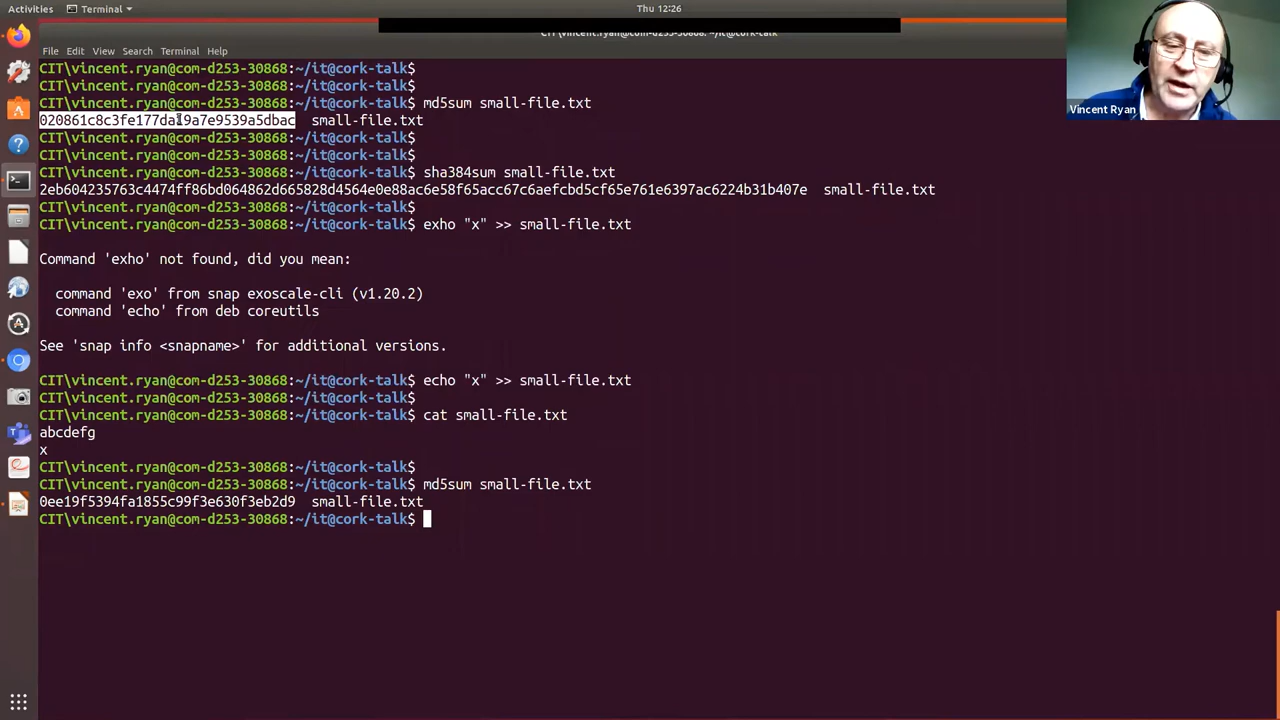 Activities Terminal Thu 12:26
CIT\vincent.ryan@com-d253-30868: ~/it@cork-talk
File Edit View Search Terminal Help
Vincent Ryan
CIT\vincent.ryan@com-d253-30868:~/it@cork-talk$
CIT\vincent.ryan@com-d253-30868:~/it@cork-talk$
CIT\vincent.ryan@com-d253-30868:~/it@cork-talk$ md5sum small-file.txt
020861c8c3fe177da19a7e9539a5dbac  small-file.txt
CIT\vincent.ryan@com-d253-30868:~/it@cork-talk$
CIT\vincent.ryan@com-d253-30868:~/it@cork-talk$
CIT\vincent.ryan@com-d253-30868:~/it@cork-talk$ sha384sum small-file.txt
2eb604235763c4474ff86bd064862d665828d4564e0e88ac6e58f65acc67c6aefcbd5cf65e761e6397ac6224b31b407e  small-file.txt
CIT\vincent.ryan@com-d253-30868:~/it@cork-talk$
CIT\vincent.ryan@com-d253-30868:~/it@cork-talk$ exho "x" >> small-file.txt
Command 'exho' not found, did you mean:
command 'exo' from snap exoscale-cli (v1.20.2)
command 'echo' from deb coreutils
See 'snap info <snapname>' for additional versions.
CIT\vincent.ryan@com-d253-30868:~/it@cork-talk$ echo "x" >> small-file.txt
CIT\vincent.ryan@com-d253-30868:~/it@cork-talk$
CIT\vincent.ryan@com-d253-30868:~/it@cork-talk$ cat small-file.txt
abcdefg
x
CIT\vincent.ryan@com-d253-30868:~/it@cork-talk$
CIT\vincent.ryan@com-d253-30868:~/it@cork-talk$ md5sum small-file.txt
0ee19f5394fa1855c99f3e630f3eb2d9  small-file.txt
CIT\vincent.ryan@com-d253-30868:~/it@cork-talk$